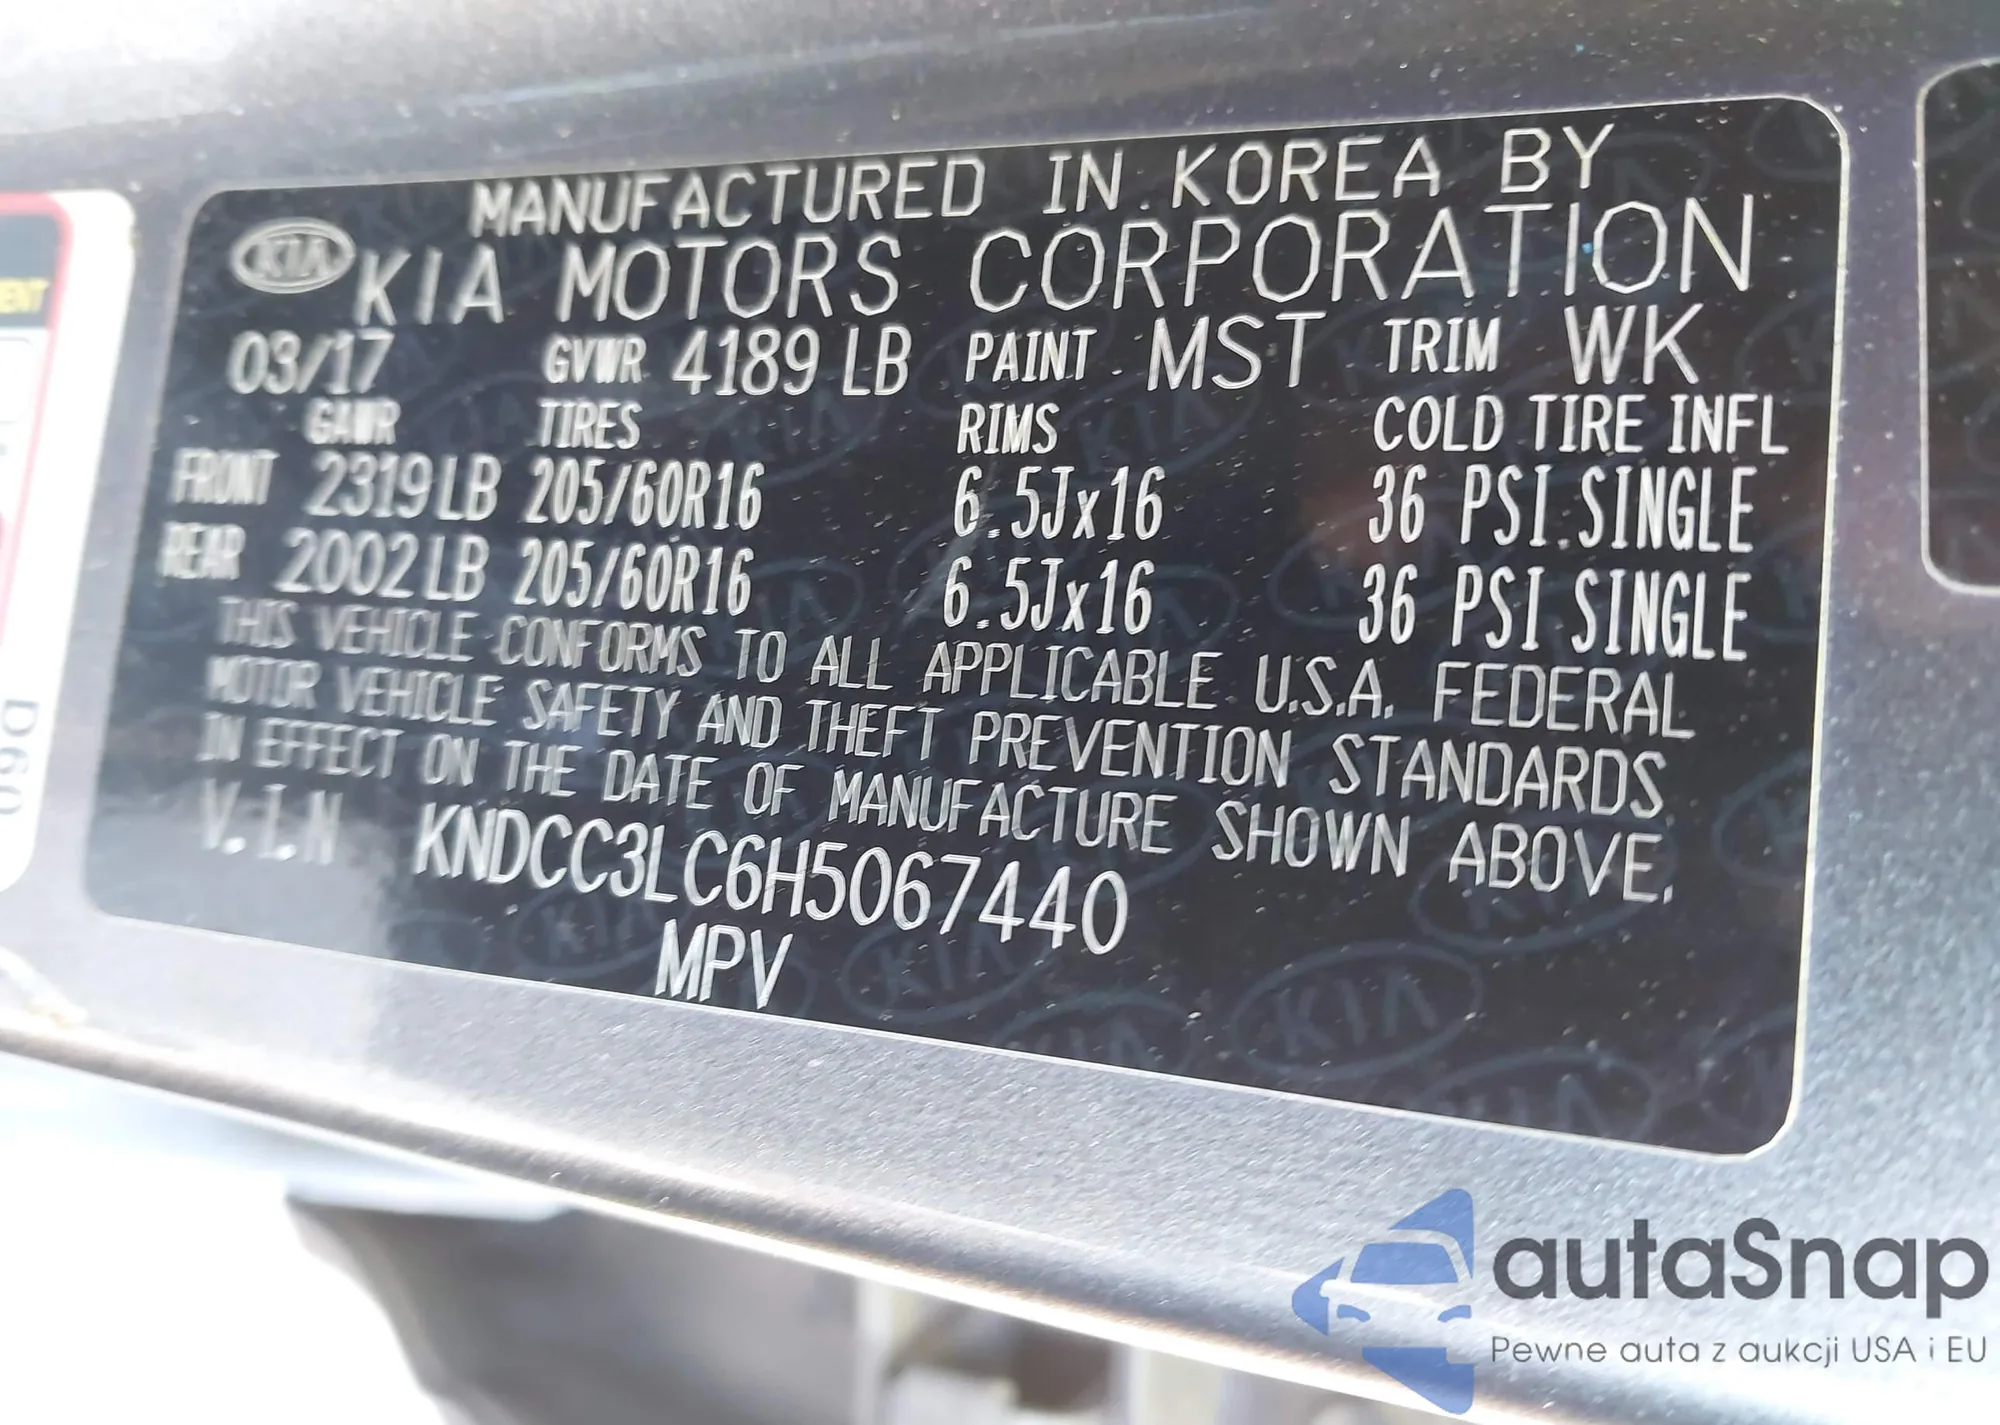 MANUFACTURED IN KOREA BY
KIA KIA MOTORS CORPORATION
03/17 GVWR 4189 LB PAINT MST TRIM WK
GAWR TIRES RIMS COLD TIRE INFL
FRONT 2319 LB 205/60R16 6.5Jx16 36 PSI.SINGLE
REAR 2002 LB 205/60R16 6.5Jx16 36 PSI SINGLE
THIS VEHICLE CONFORMS TO ALL APPLICABLE U.S.A. FEDERAL
MOTOR VEHICLE SAFETY AND THEFT PREVENTION STANDARDS
IN EFFECT ON THE DATE OF MANUFACTURE SHOWN ABOVE.
V.I.N KNDCC3LC6H5067440
MPV
D60
autaSnap
Pewne auta z aukcji USA i EU